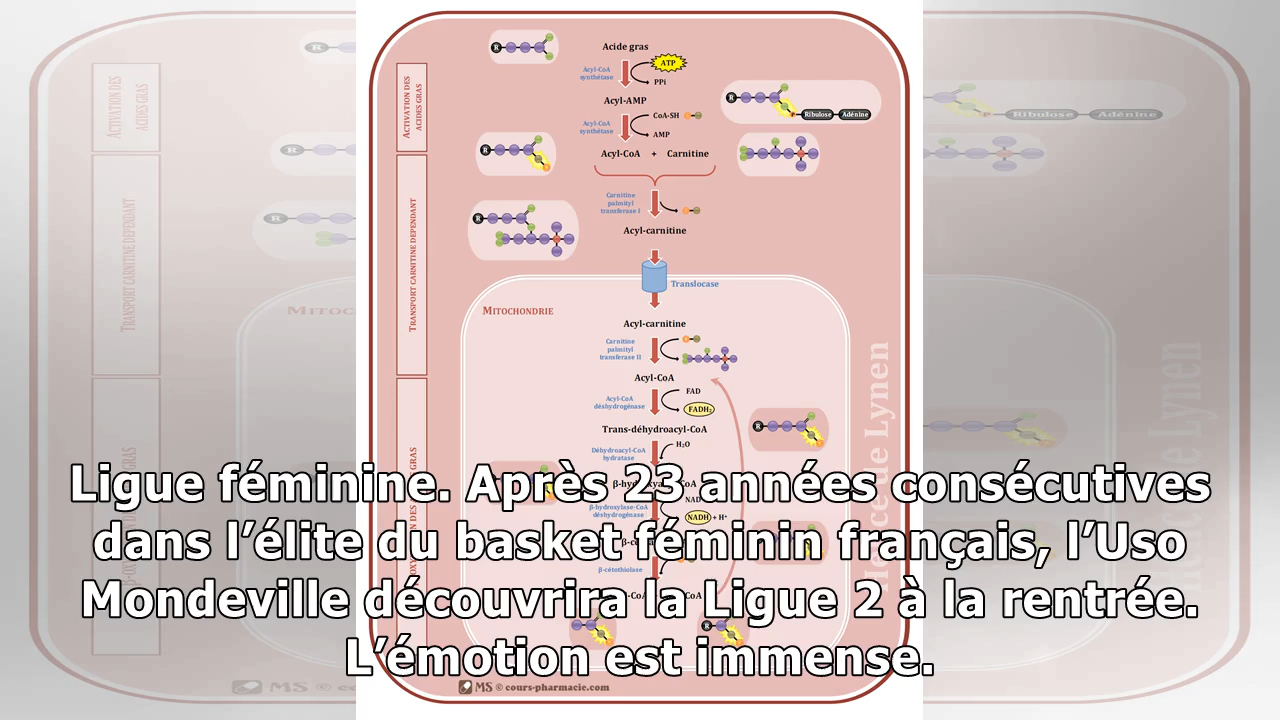 Acide gras
ATP
Acyl-CoA
synthétase
PPi
Acyl-AMP
CoA-SH
Acyl-CoA
synthétase
AMP
Acyl-CoA + Carnitine
Ribulose
Adénine
Carnitine
palmityl
transferase I
Acyl-carnitine
Translocase
MITOCHONDRIE
Acyl-carnitine
Carnitine
palmityl
transferase II
Acyl-CoA
FAD
Acyl-CoA
déshydrogénase
FADH₂
Trans-déhydroacyl-CoA
H₂O
Déhydroacyl-CoA
hydratase
NADH + H⁺
β-hydroxylase-CoA
déshydrogénase
β-cétothiolase
ACTIVATION DES
ACIDES GRAS
TRANSPORT CARNITINE DEPENDANT
de Lynen
Ligue féminine. Après 23 années consécutives
dans l’élite du basket féminin français, l’Uso
Mondeville découvrira la Ligue 2 à la rentrée.
L’émotion est immense.
MS © cours-pharmacie.com